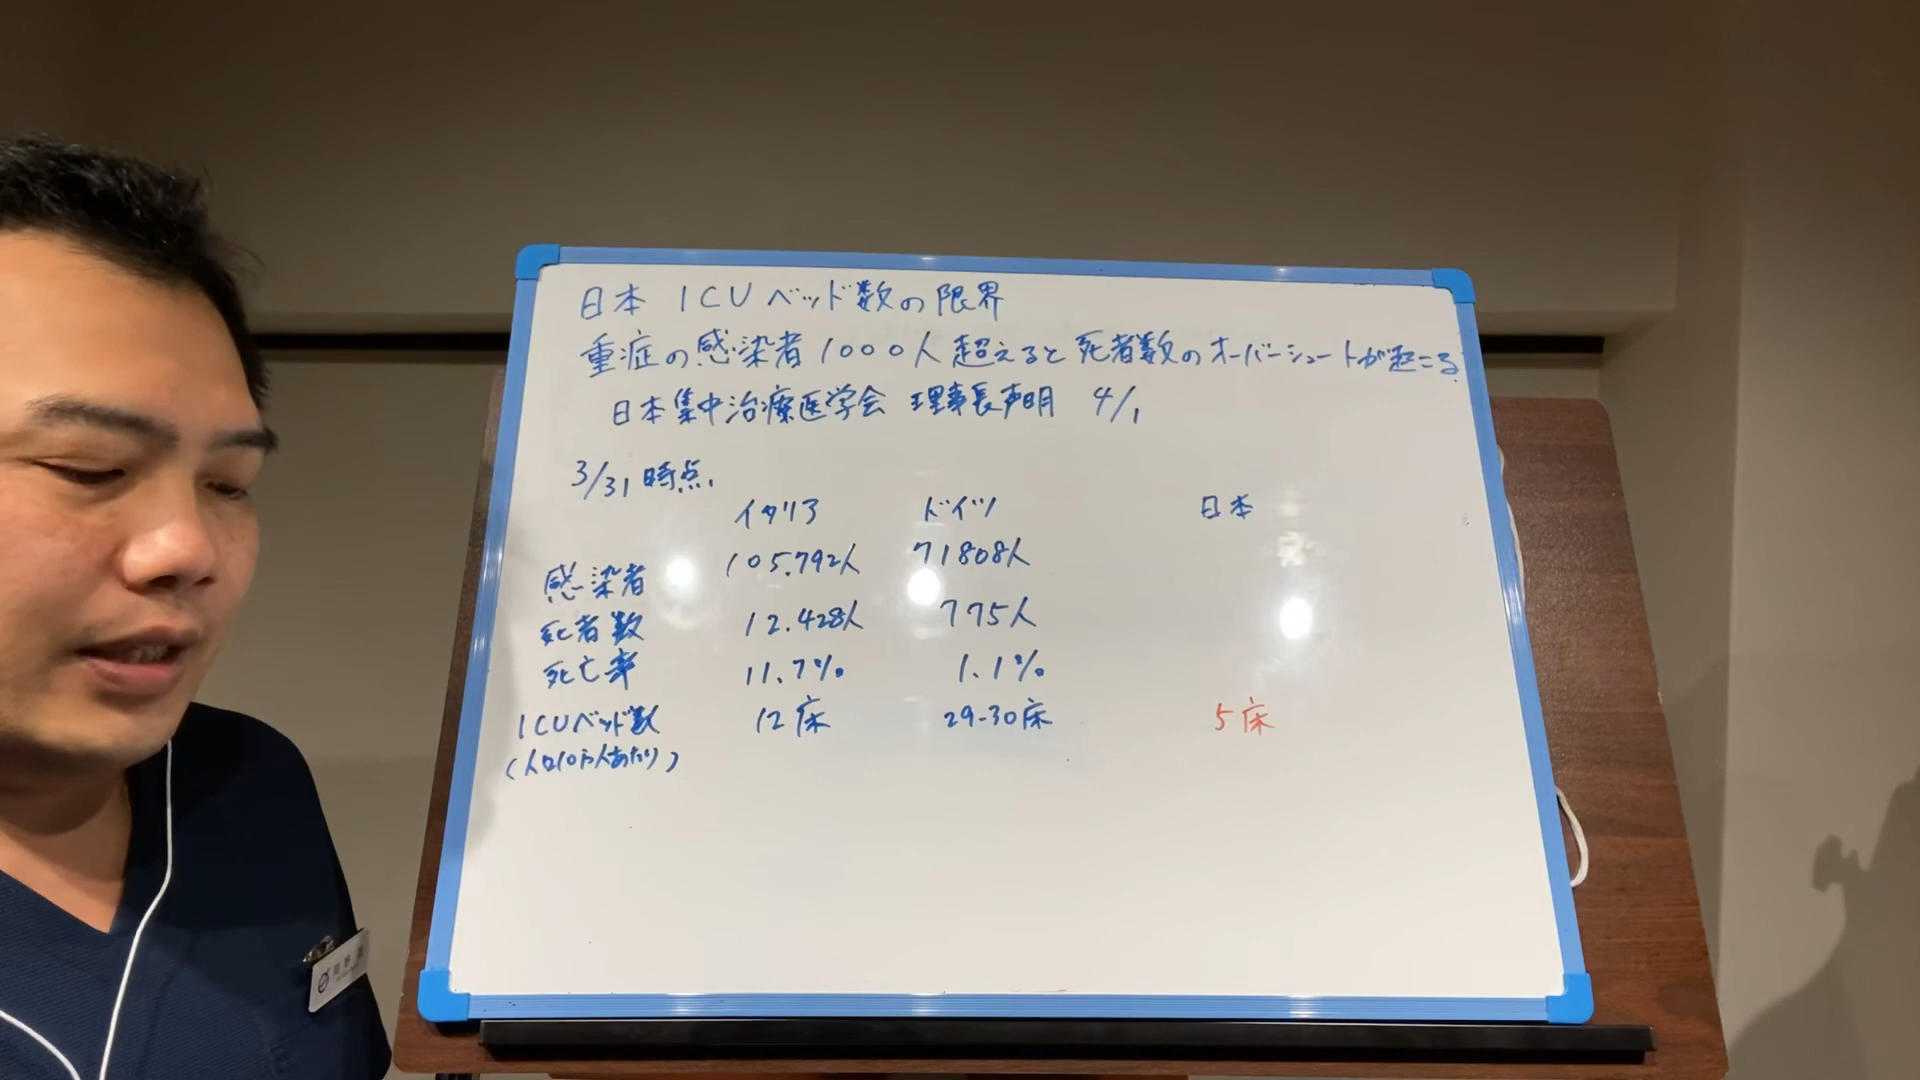 日本 ICUベッド数の限界
重症の感染者1000人超えると死者数のオーバーシュートが起こる
日本集中治療医学会 理事長声明 4/1
3/31時点.
イタリア ドイツ 日本
感染者 105.792人 71808人
死者数 12.428人 775人
死亡率 11.7% 1.1%
ICUベッド数 12床 29-30床 5床
(人口10万人あたり)